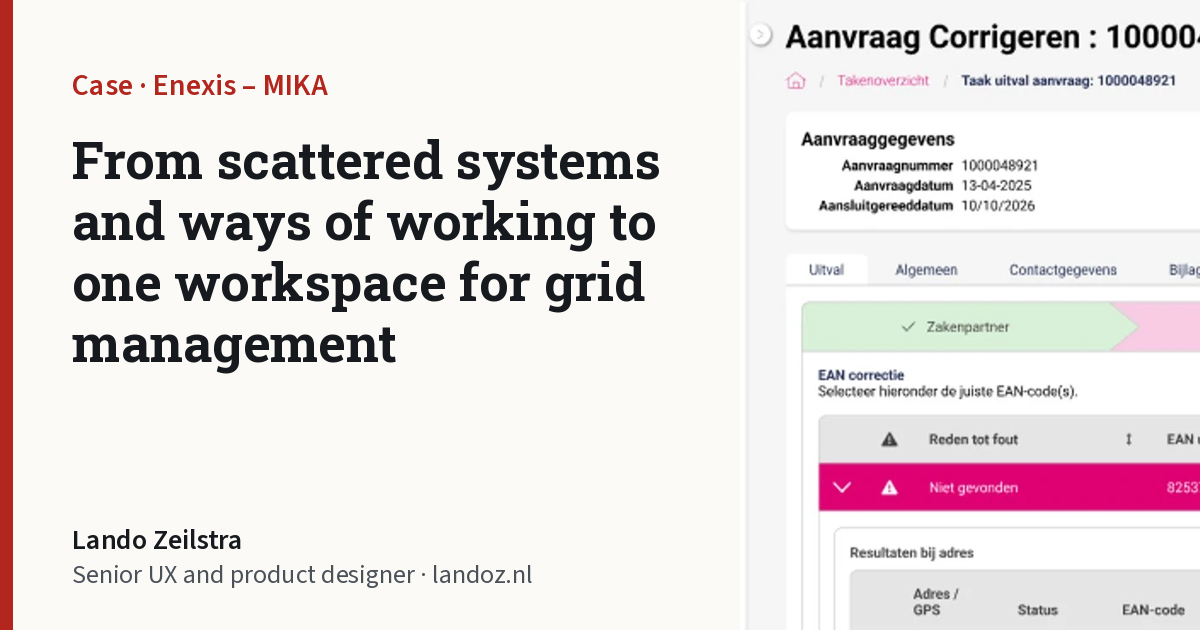 Case · Enexis – MIKA
From scattered systems
and ways of working to
one workspace for grid
management
Lando Zeilstra
Senior UX and product designer · landoz.nl
Aanvraag Corrigeren : 10000
/ Takenoverzicht / Taak uitval aanvraag: 1000048921
Aanvraaggegevens
Aanvraagnummer 1000048921
Aanvraagdatum 13-04-2025
Aansluitgereeddatum 10/10/2026
Uitval Algemeen Contactgegevens Bijlag
Zakenpartner
EAN correctie
Selecteer hieronder de juiste EAN-code(s).
Reden tot fout EAN
Niet gevonden 8253
Resultaten bij adres
Adres /
GPS Status EAN-code